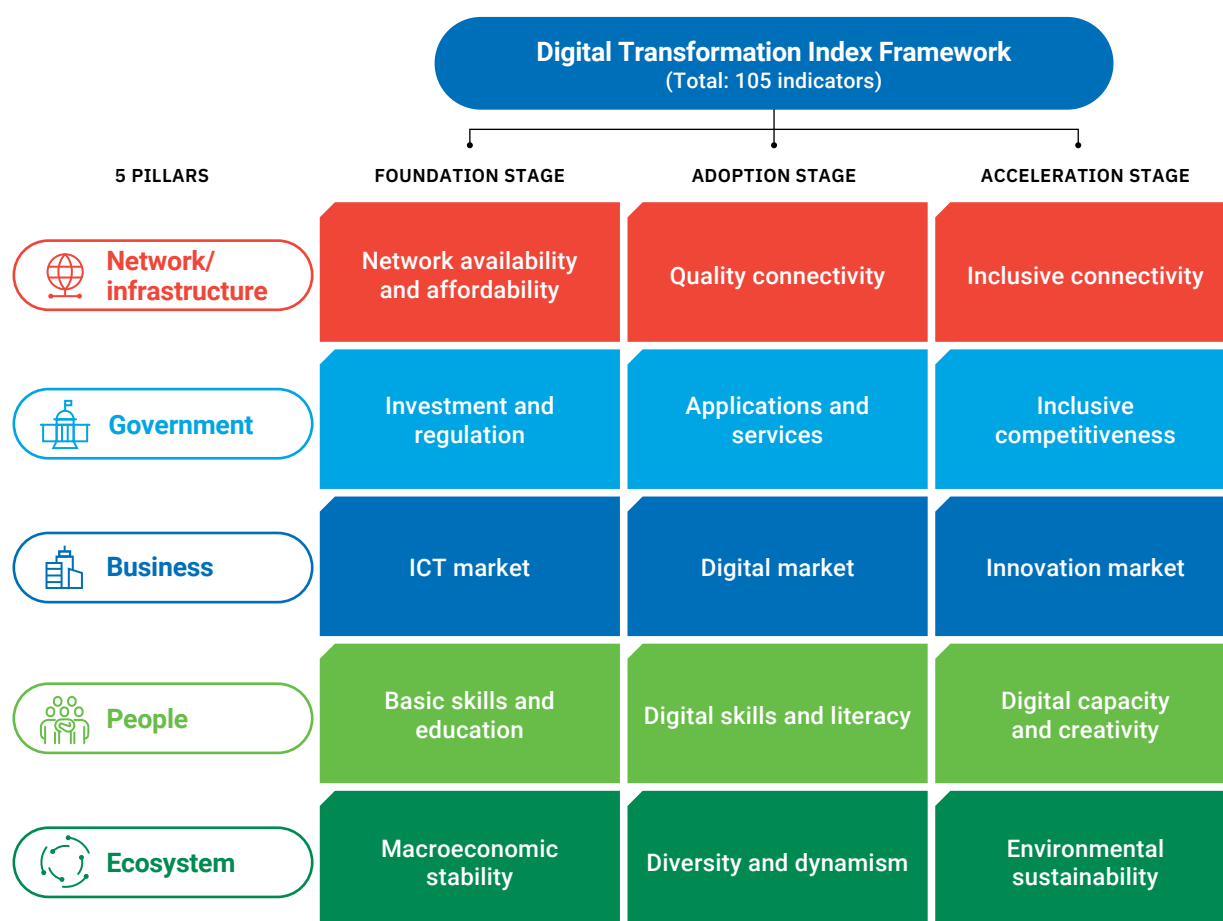 Digital Transformation Index Framework
(Total: 105 indicators)
5 PILLARS
FOUNDATION STAGE
ADOPTION STAGE
ACCELERATION STAGE
Network/
infrastructure
Network availability
and affordability
Quality connectivity
Inclusive connectivity
Government
Investment and
regulation
Applications and
services
Inclusive
competitiveness
Business
ICT market
Digital market
Innovation market
People
Basic skills and
education
Digital skills and literacy
Digital capacity
and creativity
Ecosystem
Macroeconomic
stability
Diversity and dynamism
Environmental
sustainability